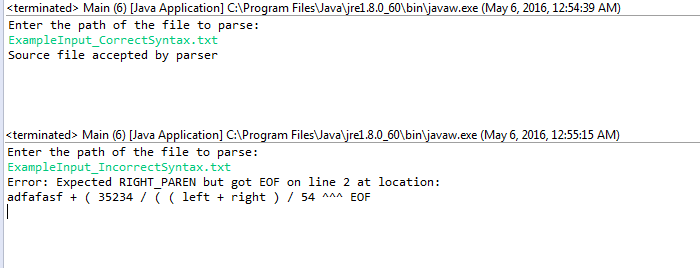 <terminated> Main (6) [Java Application] C:\Program Files\Java\jre1.8.0_60\bin\javaw.exe (May 6, 2016, 12:54:39 AM)
Enter the path of the file to parse:
ExampleInput_CorrectSyntax.txt
Source file accepted by parser
<terminated> Main (6) [Java Application] C:\Program Files\Java\jre1.8.0_60\bin\javaw.exe (May 6, 2016, 12:55:15 AM)
Enter the path of the file to parse:
ExampleInput_IncorrectSyntax.txt
Error: Expected RIGHT_PAREN but got EOF on line 2 at location:
adfafasf + ( 35234 / ( ( left + right ) / 54 ^^^ EOF